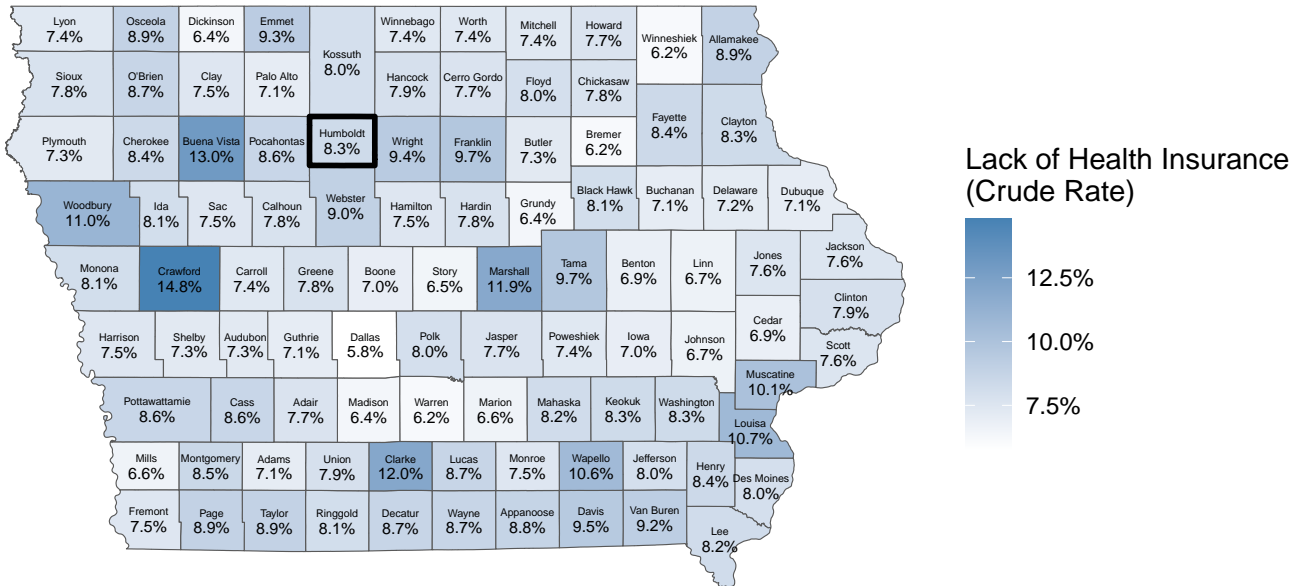 Lyon
7.4%
Osceola
8.9%
Dickinson
6.4%
Emmet
9.3%
Kossuth
8.0%
Winnebago
7.4%
Worth
7.4%
Mitchell
7.4%
Howard
7.7%
Winneshiek
6.2%
Allamakee
8.9%
Sioux
7.8%
O'Brien
8.7%
Clay
7.5%
Palo Alto
7.1%
Hancock
7.9%
Cerro Gordo
7.7%
Floyd
8.0%
Chickasaw
7.8%
Fayette
8.4%
Clayton
8.3%
Plymouth
7.3%
Cherokee
8.4%
Buena Vista
13.0%
Pocahontas
8.6%
Humboldt
8.3%
Wright
9.4%
Franklin
9.7%
Butler
7.3%
Bremer
6.2%
Woodbury
11.0%
Ida
8.1%
Sac
7.5%
Calhoun
7.8%
Webster
9.0%
Hamilton
7.5%
Hardin
7.8%
Grundy
6.4%
Black Hawk
8.1%
Buchanan
7.1%
Delaware
7.2%
Dubuque
7.1%
Monona
8.1%
Crawford
14.8%
Carroll
7.4%
Greene
7.8%
Boone
7.0%
Story
6.5%
Marshall
11.9%
Tama
9.7%
Benton
6.9%
Linn
6.7%
Jones
7.6%
Jackson
7.6%
Clinton
7.9%
Harrison
7.5%
Shelby
7.3%
Audubon
7.3%
Guthrie
7.1%
Dallas
5.8%
Polk
8.0%
Jasper
7.7%
Poweshiek
7.4%
Iowa
7.0%
Johnson
6.7%
Cedar
6.9%
Scott
7.6%
Muscatine
10.1%
Pottawattamie
8.6%
Cass
8.6%
Adair
7.7%
Madison
6.4%
Warren
6.2%
Marion
6.6%
Mahaska
8.2%
Keokuk
8.3%
Washington
8.3%
Louisa
10.7%
Mills
6.6%
Montgomery
8.5%
Adams
7.1%
Union
7.9%
Clarke
12.0%
Lucas
8.7%
Monroe
7.5%
Wapello
10.6%
Jefferson
8.0%
Henry
8.4%
Des Moines
8.0%
Fremont
7.5%
Page
8.9%
Taylor
8.9%
Ringgold
8.1%
Decatur
8.7%
Wayne
8.7%
Appanoose
8.8%
Davis
9.5%
Van Buren
9.2%
Lee
8.2%
Lack of Health Insurance
(Crude Rate)
12.5%
10.0%
7.5%